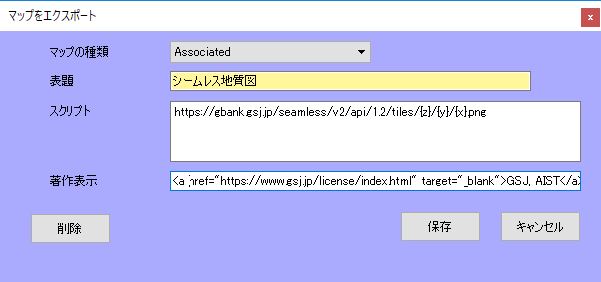 マップをエクスポート
x
マップの種類 Associated
表題 シームレス地質図
スクリプト https://gbank.gsj.jp/seamless/v2/api/1.2/tiles/{z}/{y}/{x}.png
著作表示 <a href="https://www.gsj.jp/license/index.html" target="_blank">GSJ, AIST</a>
削除 保存 キャンセル